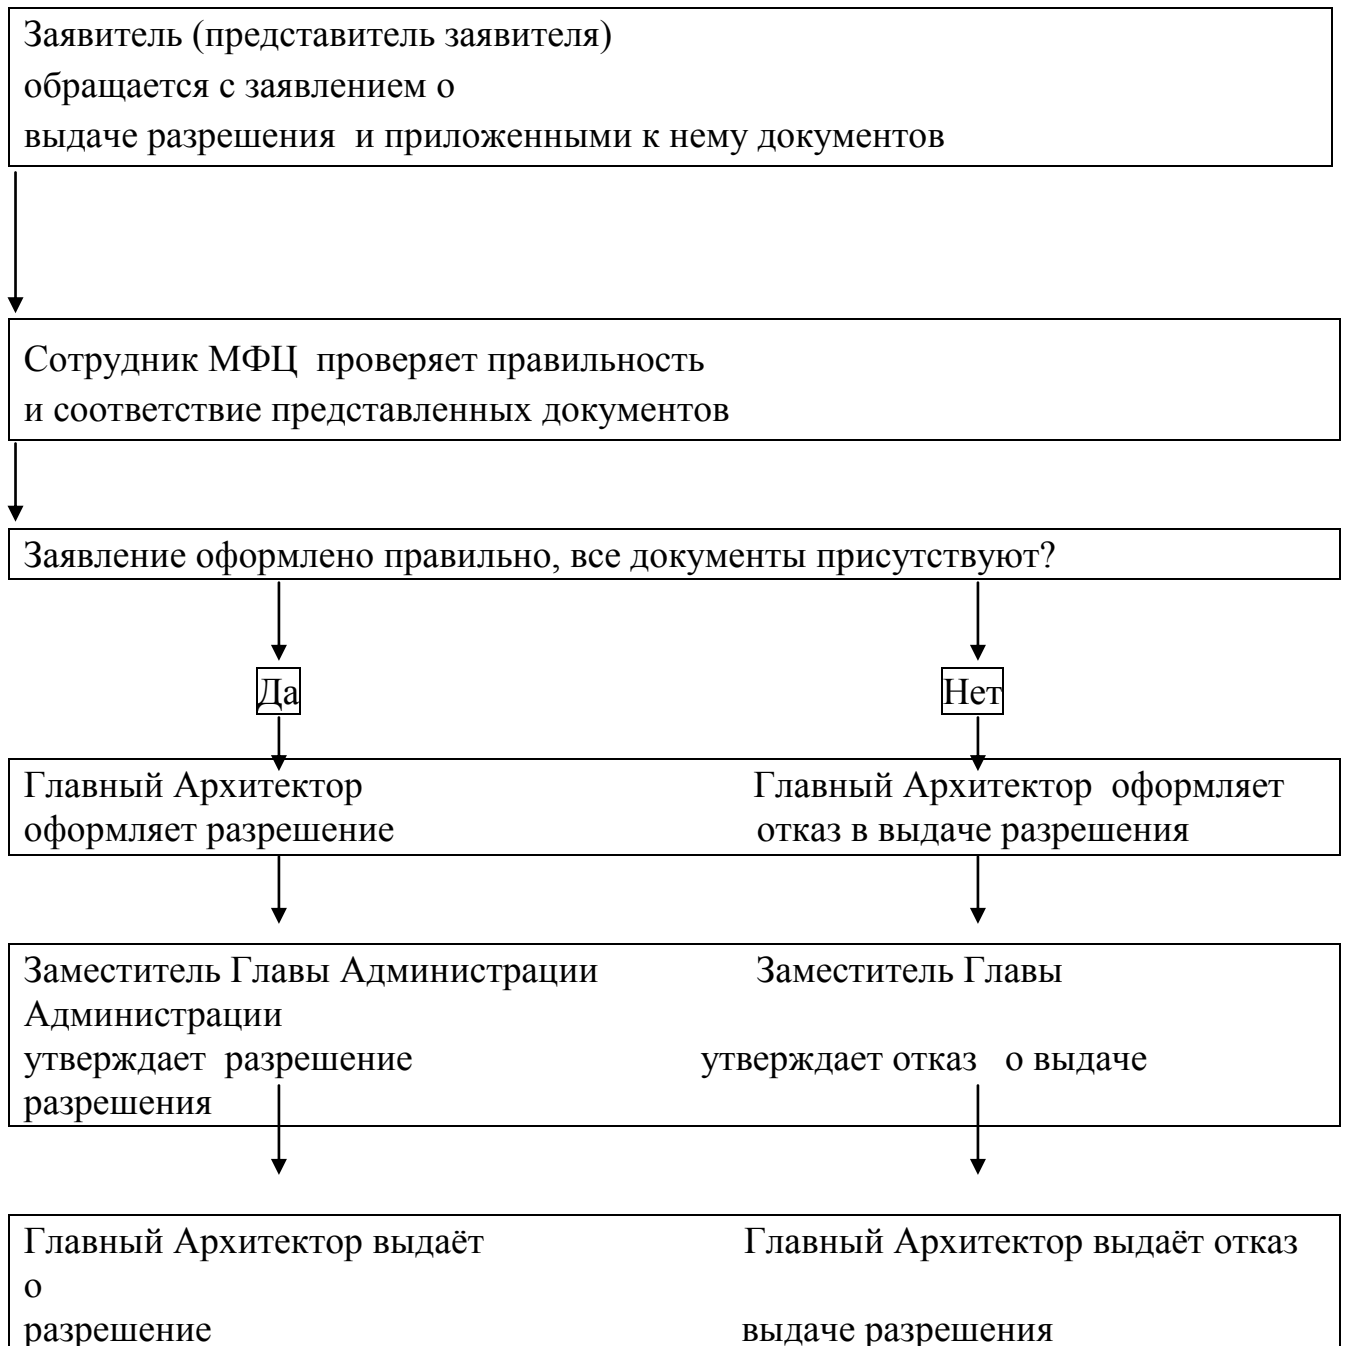 Заявитель (представитель заявителя)
обращается с заявлением о
выдаче разрешения  и приложенными к нему документов
Сотрудник МФЦ  проверяет правильность
и соответствие представленных документов
Заявление оформлено правильно, все документы присутствуют?
Да Нет
Главный Архитектор Главный Архитектор  оформляет
оформляет разрешение отказ в выдаче разрешения
Заместитель Главы Администрации Заместитель Главы
Администрации
утверждает  разрешение утверждает отказ   о выдаче
разрешения
Главный Архитектор выдаёт Главный Архитектор выдаёт отказ
о
разрешение выдаче разрешения